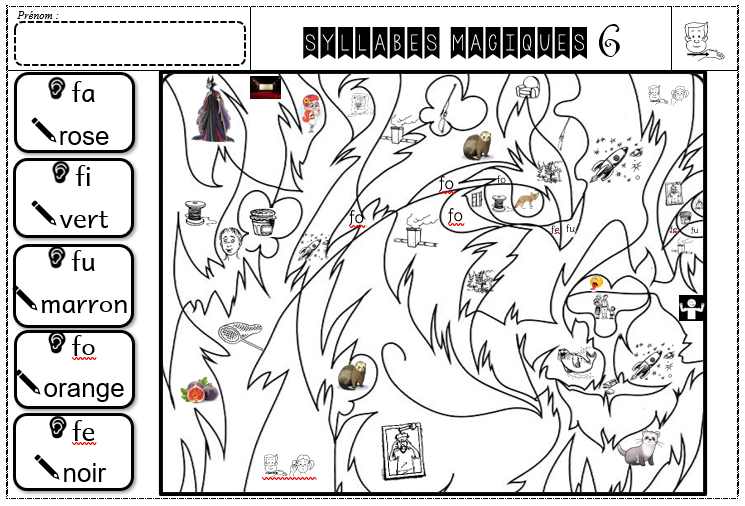 Prénom :
SYLLABES MAGIQUES 6
fa
rose
fi
vert
fu
marron
fo
orange
fe
noir
fo
fo
fo
fo
fe
fu
fu